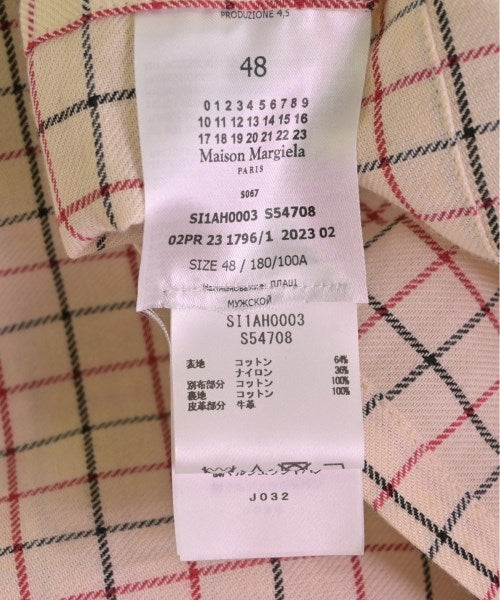 PRODUZIONE 4,5
48
0 1 2 3 4 5 6 7 8 9
10 11 12 13 14 15 16
17 18 19 20 21 22 23
Maison Margiela
PARIS
S067
SI1AH0003 S54708
02PR 23 1796/1 2023 02
SIZE 48 / 180/100A
Наименование: ПЛАЩ
МУЖСКОЙ
SI1AH0003
S54708
表地 コットン 64%
ナイロン 36%
別布部分 コットン 100%
裏地 コットン 100%
皮革部分 牛革
J032